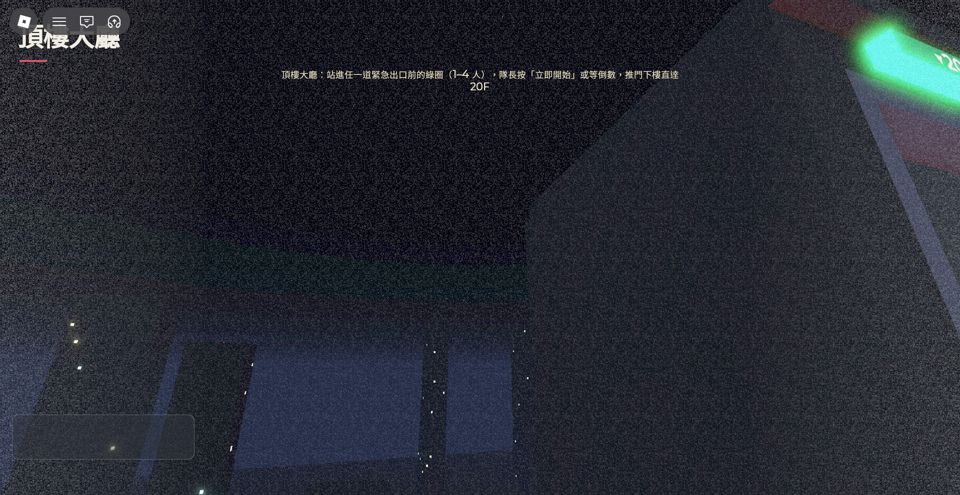 頂樓大廳
頂樓大廳：站進任一道緊急出口前的綠圈（1–4 人），隊長按「立即開始」或等倒數，推門下樓直達
20F